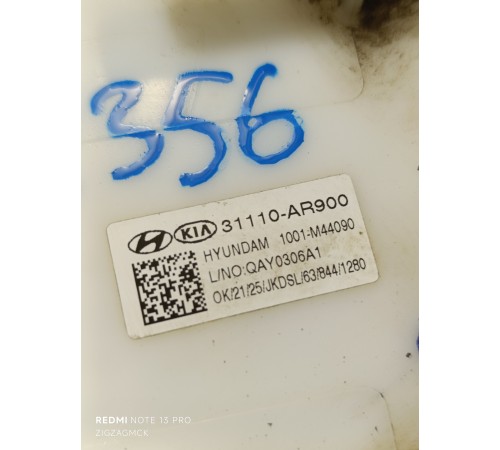 356
KIA 31110-AR900
HYUNDAM 1001-M44090
L/NO:QAY0306A1
OK/21/25/JKDSL/63/844/1280
REDMI NOTE 13 PRO
ZIGZAGMCK